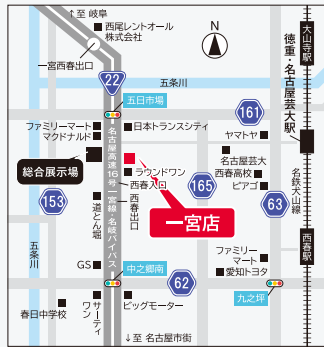 ↑至 岐阜
西尾レントオール
株式会社
N
一宮西春出口
五条川
大山寺駅
徳重・名古屋芸大駅
22
五日市場
161
ファミリーマート
マクドナルド
日本トランスシティ
ヤマトヤ
総合展示場
名古屋高速16号一宮線・名岐バイパス
ラウンドワン
西春入口
西春出口
名古屋芸大
西春高校
ピアゴ
165
153
道とん堀
一宮店
63
名鉄犬山線
西春駅
五条川
GS
中之郷南
62
ファミリー
マート
愛知トヨタ
九之坪
春日中学校
サーティ
ワン
ビッグモーター
↓至 名古屋市街